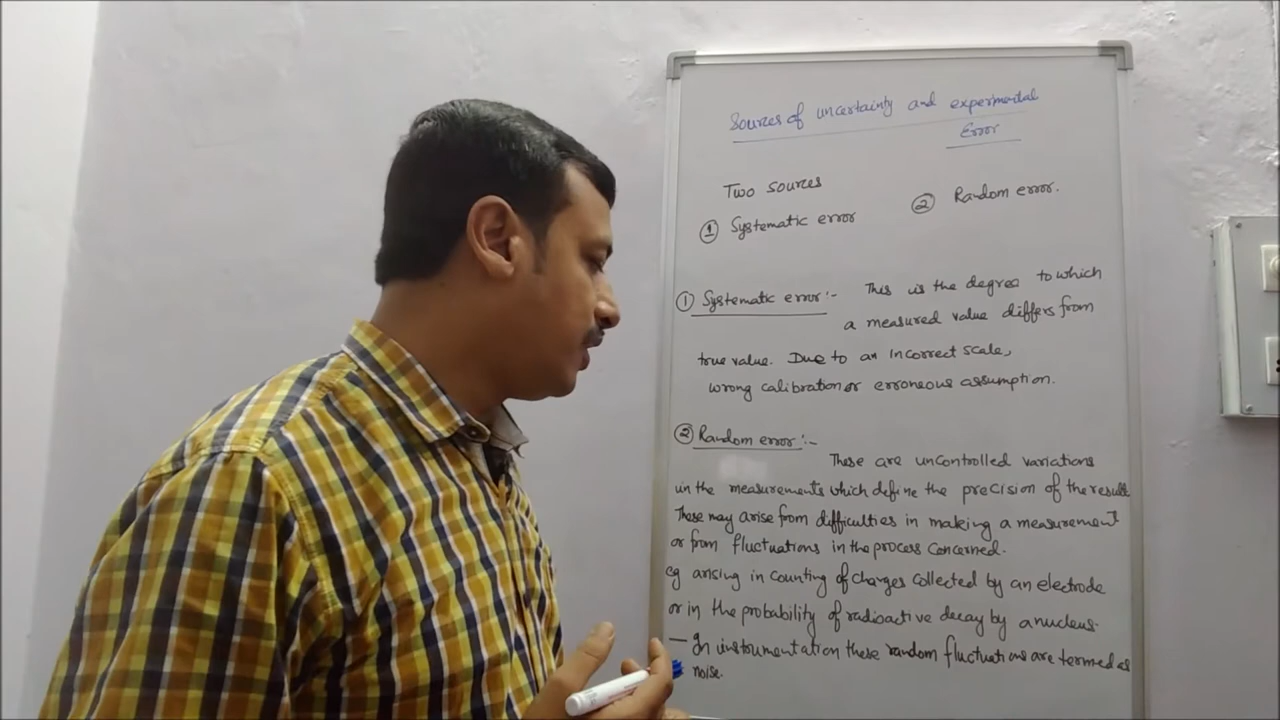 Sources of uncertainty and experimental
Error
Two sources
① Systematic error
② Random error.
① Systematic error :- This is the degree to which
a measured value differs from
true value. Due to an incorrect scale,
wrong calibration or erroneous assumption.
② Random error :-
These are uncontrolled variations
in the measurements which define the precision of the result
These may arise from difficulties in making a measurement
or from fluctuations in the process concerned.
eg arising in counting of charges collected by an electrode
or in the probability of radioactive decay by a nucleus.
— In instrumentation these random fluctuations are termed as
noise.